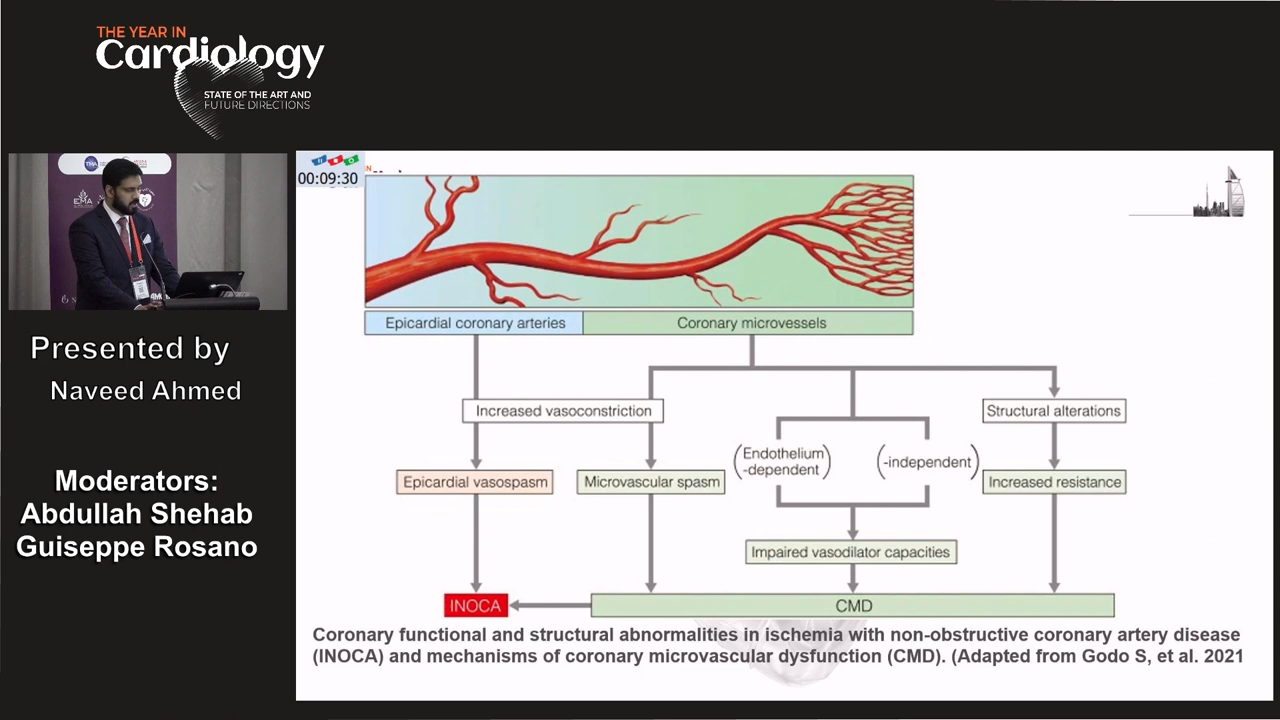 THE YEAR IN
Cardiology
STATE OF THE ART AND
FUTURE DIRECTIONS
TMA
EMA
Presented by
Naveed Ahmed
Moderators:
Abdullah Shehab
Guiseppe Rosano
00:09:30
Epicardial coronary arteries
Coronary microvessels
Increased vasoconstriction
Structural alterations
(Endothelium
-dependent)
(-independent)
Epicardial vasospasm
Microvascular spasm
Increased resistance
Impaired vasodilator capacities
INOCA
CMD
Coronary functional and structural abnormalities in ischemia with non-obstructive coronary artery disease
(INOCA) and mechanisms of coronary microvascular dysfunction (CMD). (Adapted from Godo S, et al. 2021